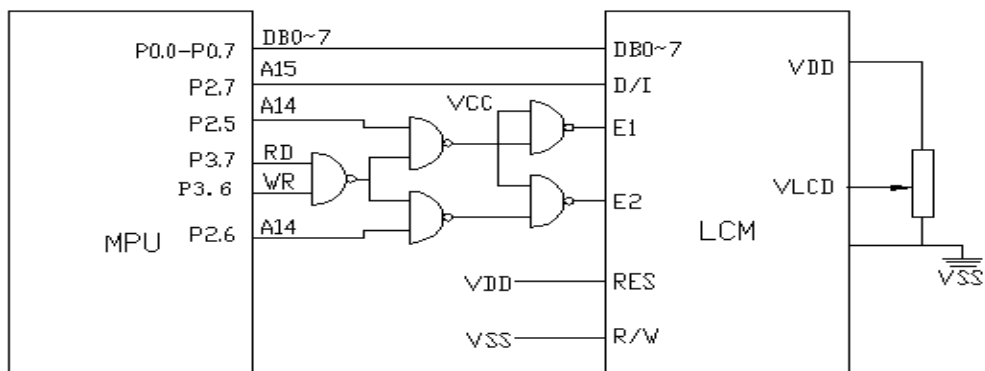 P0.0-P0.7 DB0~7 DB0~7 VDD
P2.7 A15 D/I
P2.5 A14 VCC E1
P3.7 RD
P3.6 WR E2 VLCD
P2.6 A14
MPU LCM
VDD RES VSS
VSS R/W